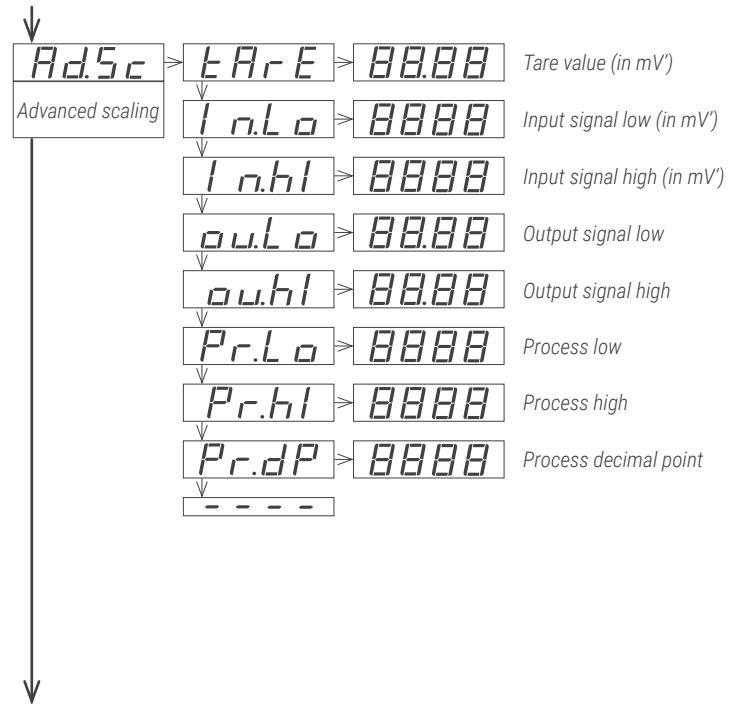 Ad.Sc tArE 88.88 Tare value (in mV')
Advanced scaling
In.Lo 8888 Input signal low (in mV')
In.hI 8888 Input signal high (in mV')
ou.Lo 88.88 Output signal low
ou.hI 88.88 Output signal high
Pr.Lo 8888 Process low
Pr.hI 8888 Process high
Pr.dP 8888 Process decimal point
- - - -